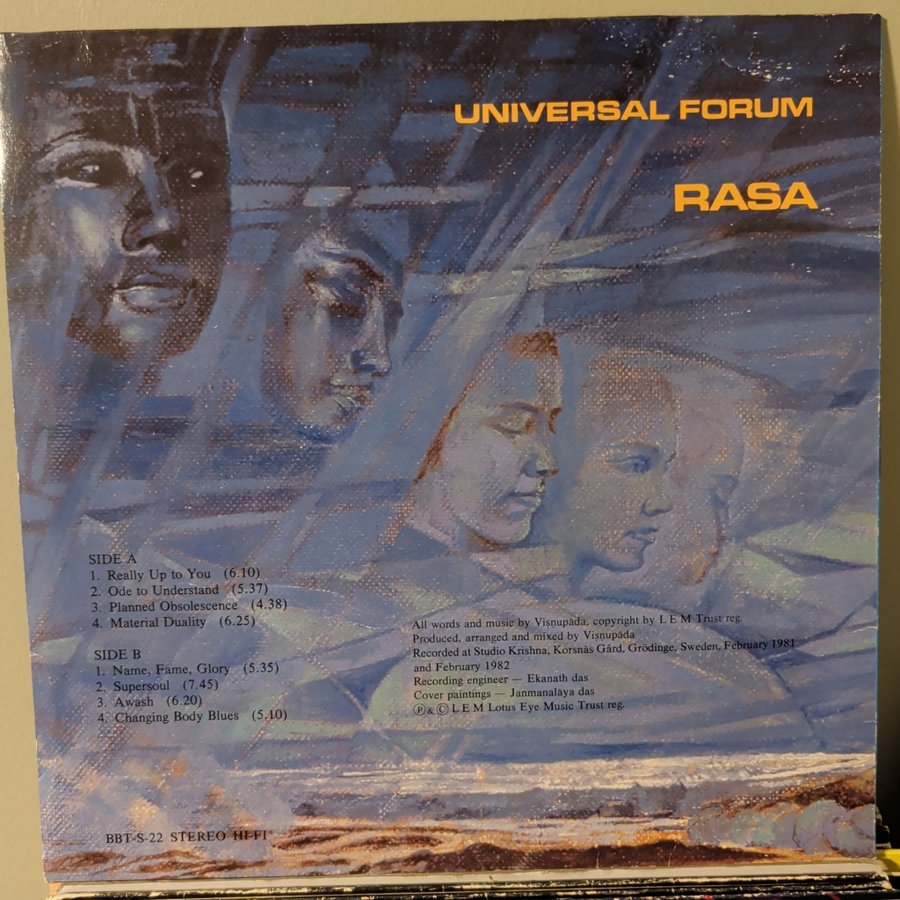 UNIVERSAL FORUM
RASA
SIDE A
1. Really Up to You (6.10)
2. Ode to Understand (5.37)
3. Planned Obsolescence (4.38)
4. Material Duality (6.25)
SIDE B
1. Name, Fame, Glory (5.35)
2. Supersoul (7.45)
3. Awash (6.20)
4. Changing Body Blues (5.10)
All words and music by Viṣṇupāda, copyright by L E M Trust reg.
Produced, arranged and mixed by Viṣṇupāda
Recorded at Studio Krishna, Korsnäs Gård, Grödinge, Sweden, February 1981
and February 1982
Recording engineer — Ekanath das
Cover paintings — Janmanalāya das
Ⓟ & Ⓒ L E M Lotus Eye Music Trust reg.
BBT-S-22 STEREO HI-FI